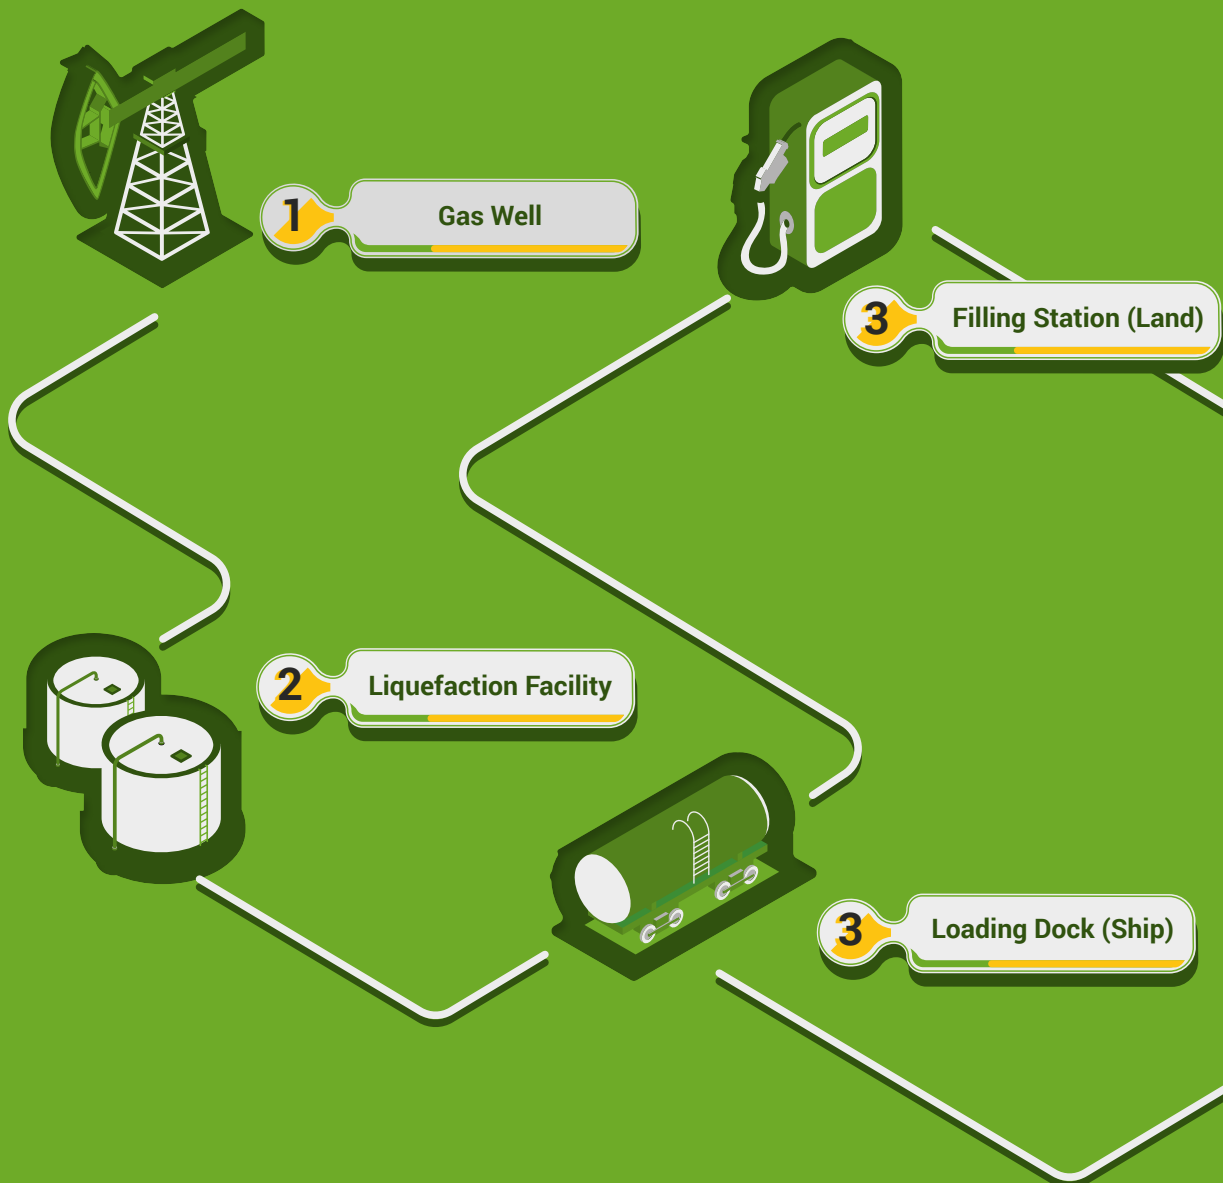 1
Gas Well
3
Filling Station (Land)
2
Liquefaction Facility
3
Loading Dock (Ship)